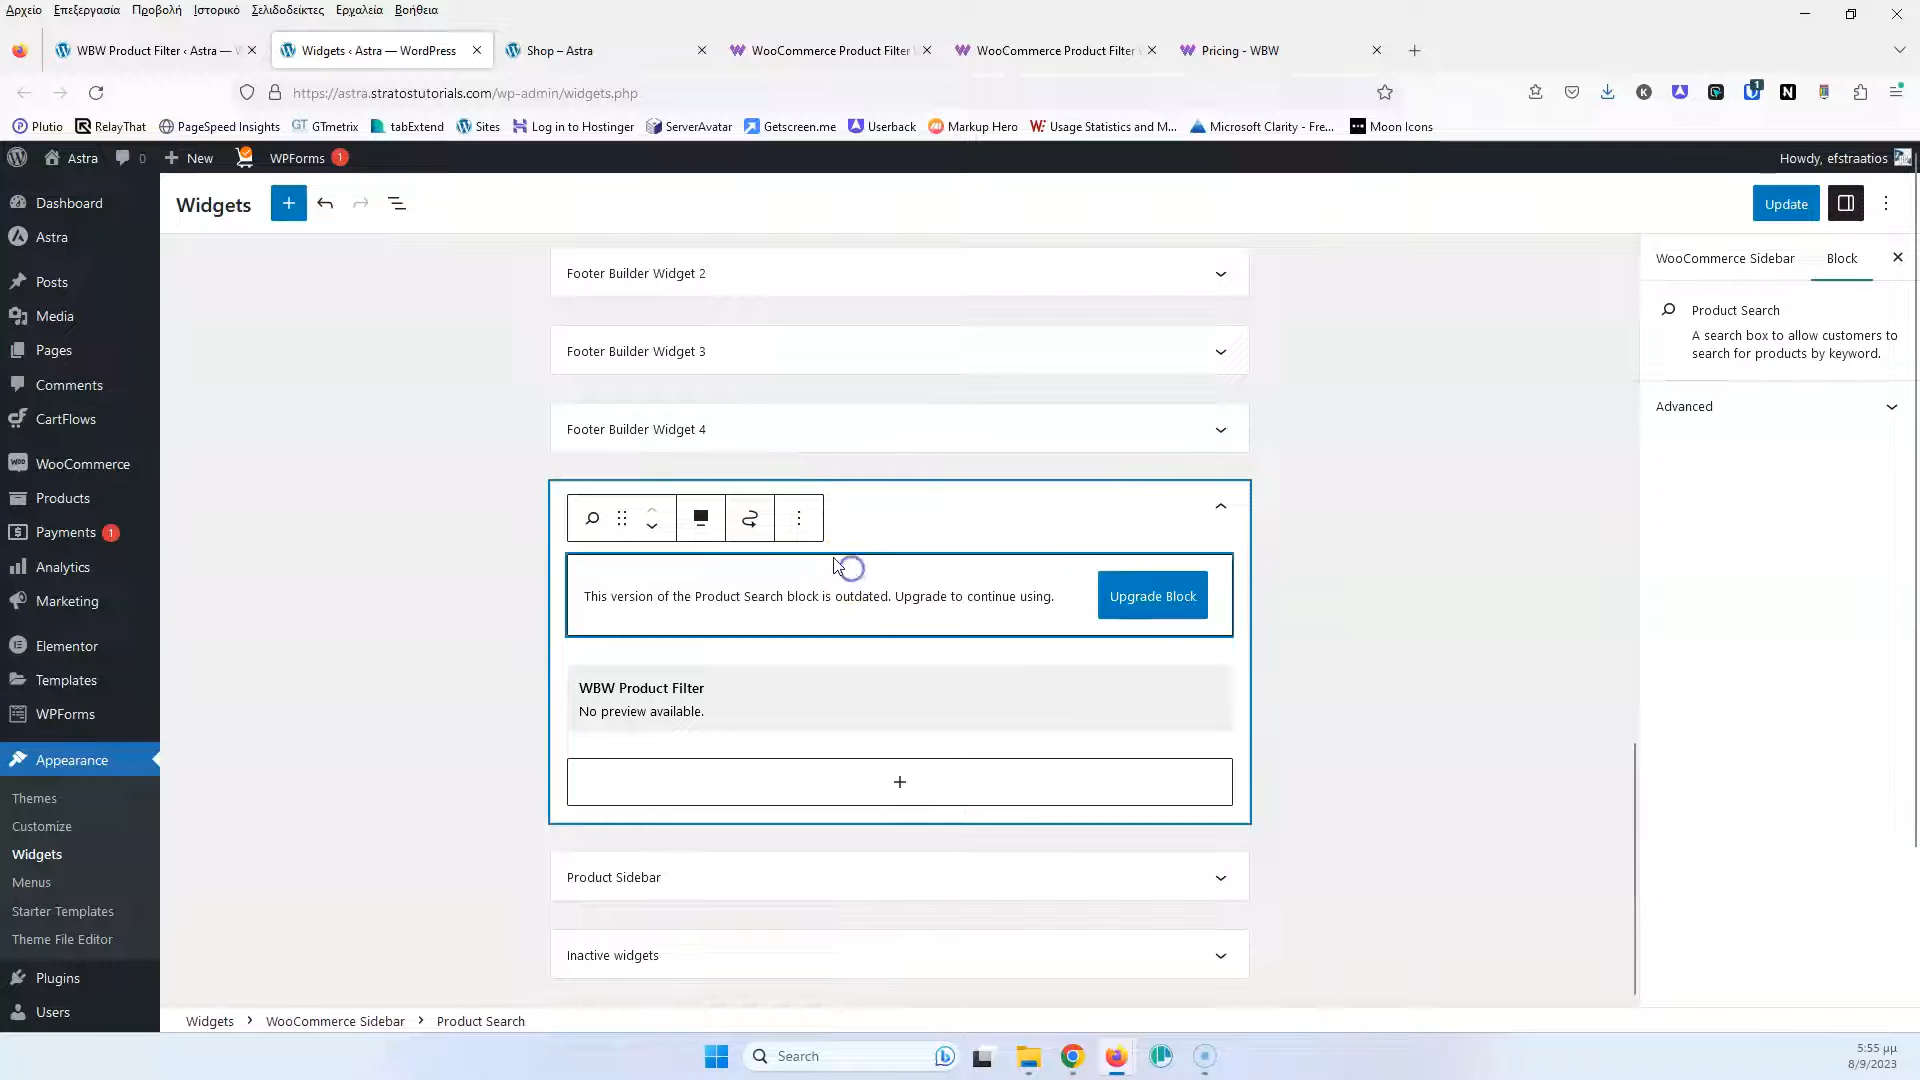 Αρχείο Επεξεργασία Προβολή Ιστορικό Σελιδοδείκτες Εργαλεία Βοήθεια
WBW Product Filter ‹ Astra — W
Widgets ‹ Astra — WordPress
Shop – Astra
WooCommerce Product Filter
WooCommerce Product Filter
Pricing - WBW
https://astra.stratostutorials.com/wp-admin/widgets.php
1
Plutio
RelayThat
PageSpeed Insights
GTmetrix
tabExtend
Sites
Log in to Hostinger
ServerAvatar
Getscreen.me
Userback
Markup Hero
Usage Statistics and M...
Microsoft Clarity - Fre...
Moon Icons
Astra
0
New
WPForms 1
Howdy, efstraatios
Dashboard
Astra
Posts
Media
Pages
Comments
CartFlows
WooCommerce
Products
Payments 1
Analytics
Marketing
Elementor
Templates
WPForms
Appearance
Themes
Customize
Widgets
Menus
Starter Templates
Theme File Editor
Plugins
Users
Widgets
Update
Footer Builder Widget 2
Footer Builder Widget 3
Footer Builder Widget 4
This version of the Product Search block is outdated. Upgrade to continue using.
Upgrade Block
WBW Product Filter
No preview available.
Product Sidebar
Inactive widgets
WooCommerce Sidebar
Block
Product Search
A search box to allow customers to
search for products by keyword.
Advanced
Widgets › WooCommerce Sidebar › Product Search
Search
5:55 μμ
8/9/2023